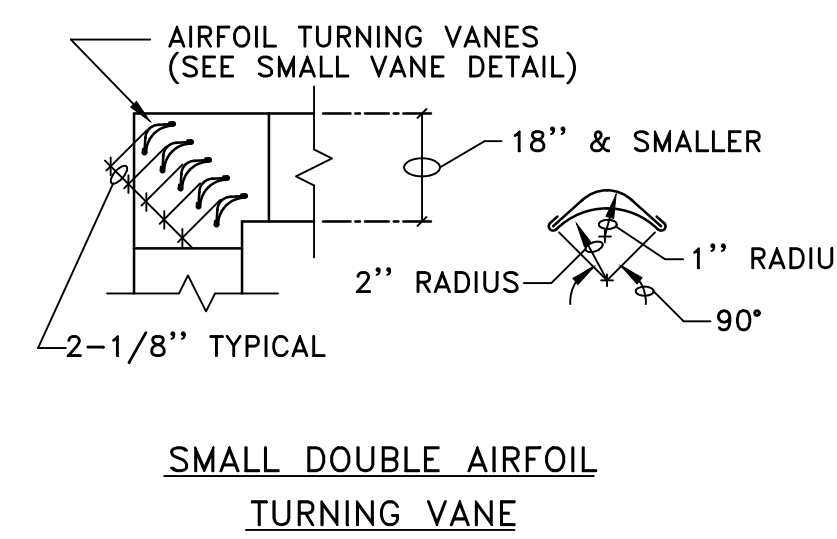 AIRFOIL TURNING VANES
(SEE SMALL VANE DETAIL)
18'' & SMALLER
1'' RADIU
2'' RADIUS
90°
2-1/8'' TYPICAL
SMALL DOUBLE AIRFOIL
TURNING VANE